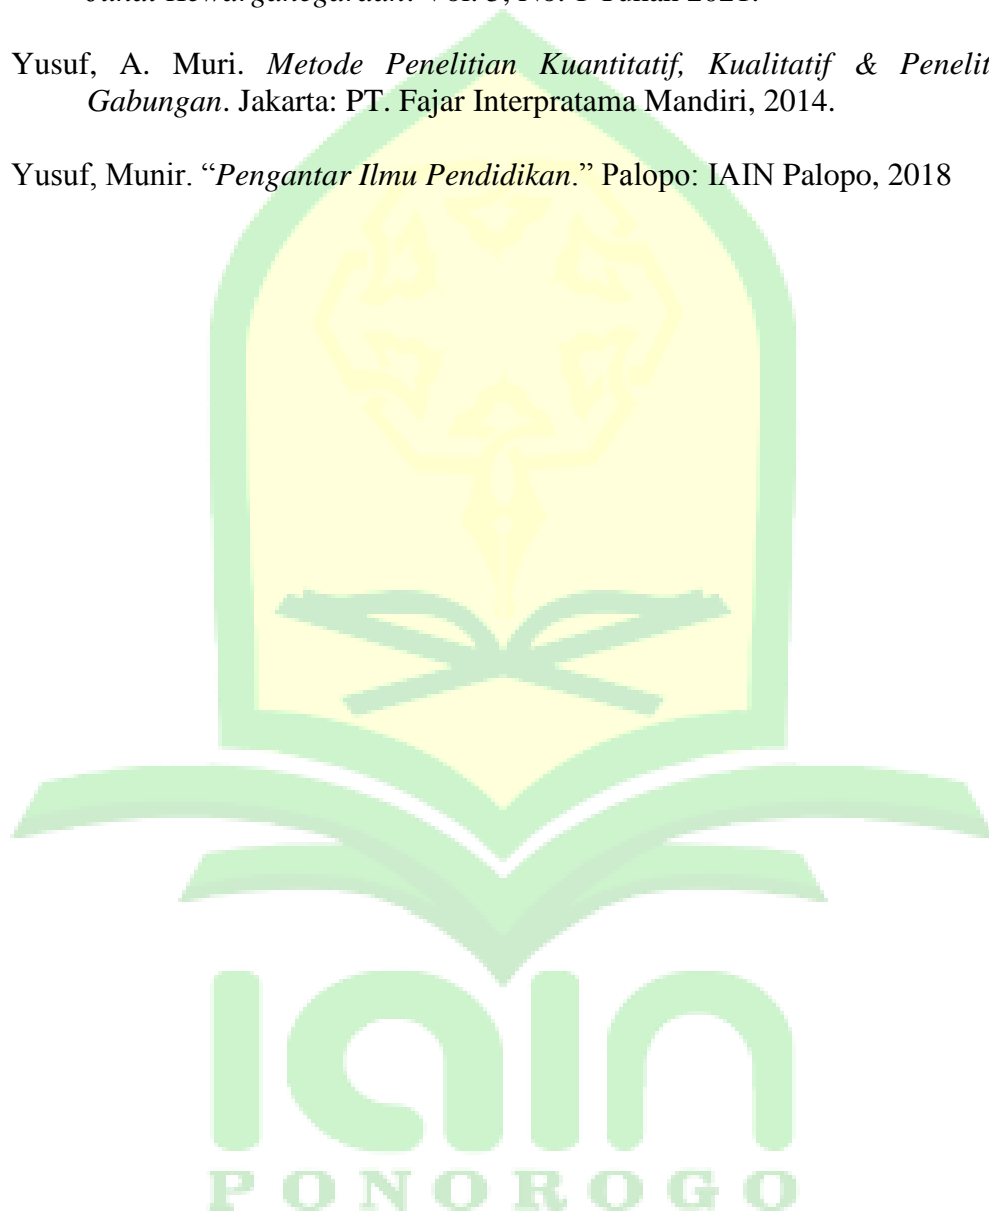 Yusuf, A. Muri. Metode Penelitian Kuantitatif, Kualitatif & Penelit
Gabungan. Jakarta: PT. Fajar Interpratama Mandiri, 2014.
Yusuf, Munir. “Pengantar Ilmu Pendidikan.” Palopo: IAIN Palopo, 2018
iain
PONOROGO